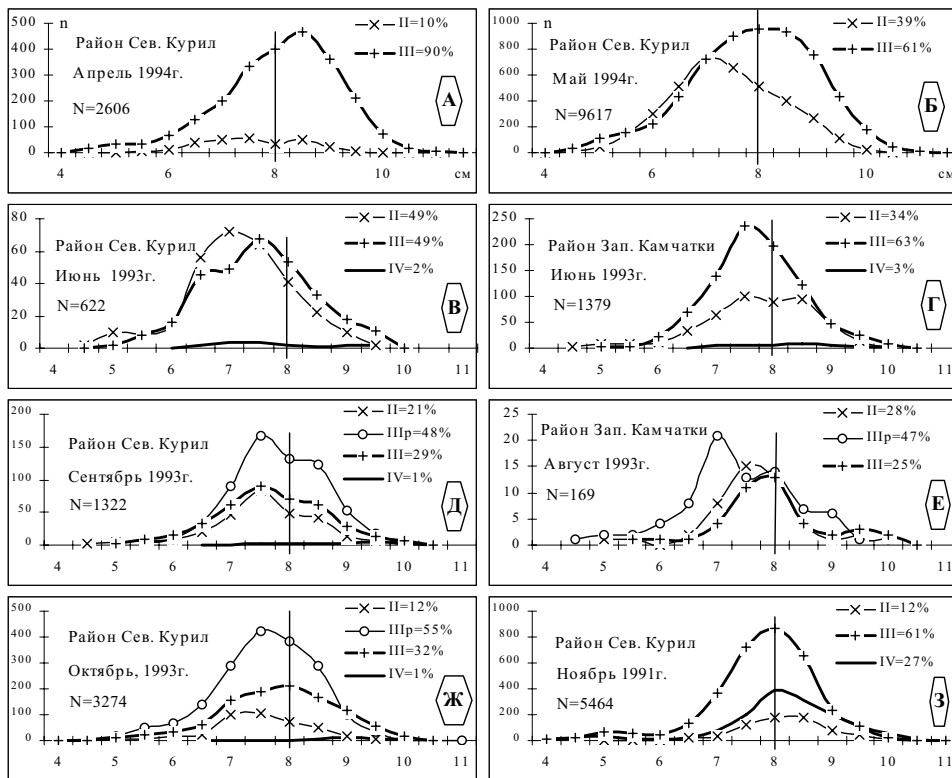 500
400
300
200
100
0
n
Район Сев. Курил
Апрель 1994г.
N=2606
II=10%
III=90%
А
4 6 8 10 см
1000
800
600
400
200
0
n
Район Сев. Курил
Май 1994г.
N=9617
II=39%
III=61%
Б
4 6 8 10 см
80
60
40
20
0
Район Сев. Курил
Июнь 1993г.
N=622
II=49%
III=49%
IV=2%
В
4 5 6 7 8 9 10 11
250
200
150
100
50
0
Район Зап. Камчатки
Июнь 1993г.
N=1379
II=34%
III=63%
IV=3%
Г
4 5 6 7 8 9 10 11
200
150
100
50
0
Район Сев. Курил
Сентябрь 1993г.
N=1322
II=21%
IIIp=48%
III=29%
IV=1%
Д
4 5 6 7 8 9 10 11
25
20
15
10
5
0
Район Зап. Камчатки
Август 1993г.
N=169
II=28%
IIIp=47%
III=25%
Е
4 5 6 7 8 9 10 11
500
400
300
200
100
0
Район Сев. Курил
Октябрь, 1993г.
N=3274
II=12%
IIIp=55%
III=32%
IV=1%
Ж
4 5 6 7 8 9 10 11
1000
800
600
400
200
0
Район Сев. Курил
Ноябрь 1991г.
N=5464
II=12%
III=61%
IV=27%
З
4 5 6 7 8 9 10 11